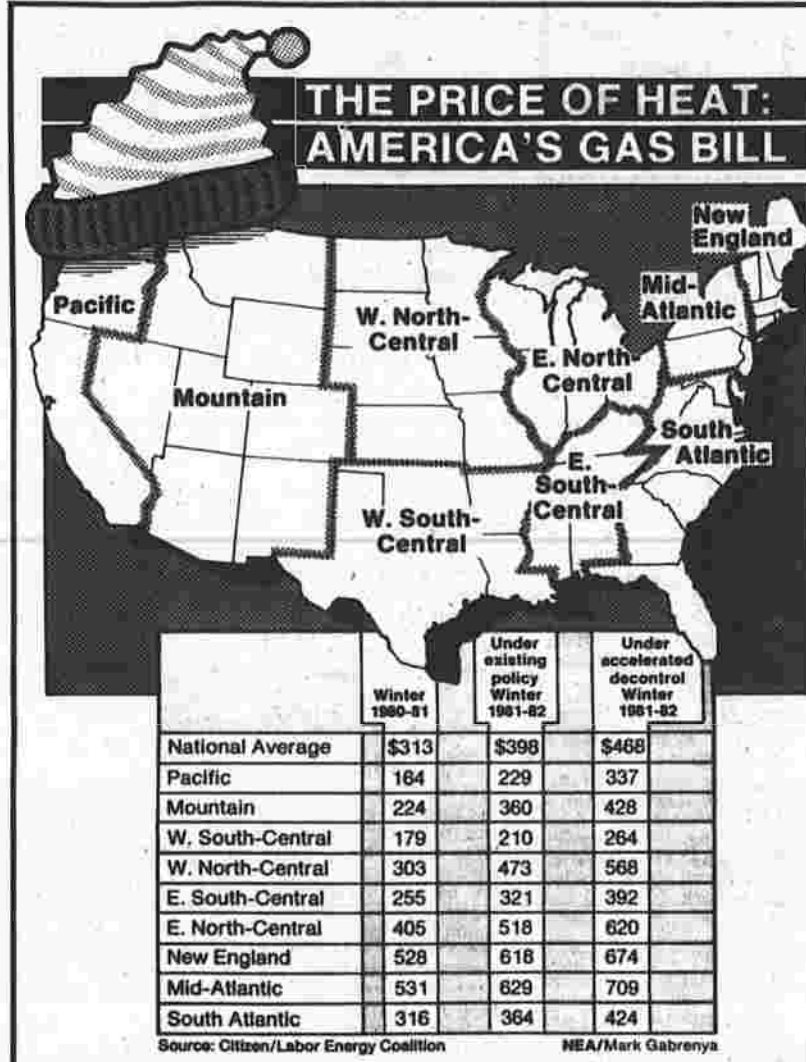 THE PRICE OF HEAT:
AMERICA'S GAS BILL
New
England
Mid-
Atlantic
Pacific
W. North-
Central
E. North-
Central
Mountain
South
Atlantic
E.
South-
Central
W. South-
Central
Winter
1980-81
Under
existing
policy
Winter
1981-82
Under
accelerated
decontrol
Winter
1981-82
National Average $313 $398 $468
Pacific 164 229 337
Mountain 224 360 428
W. South-Central 179 210 264
W. North-Central 303 473 568
E. South-Central 255 321 392
E. North-Central 405 518 620
New England 528 618 674
Mid-Atlantic 531 629 709
South Atlantic 316 364 424
Source: Citizen/Labor Energy Coalition NEA/Mark Gabrenya